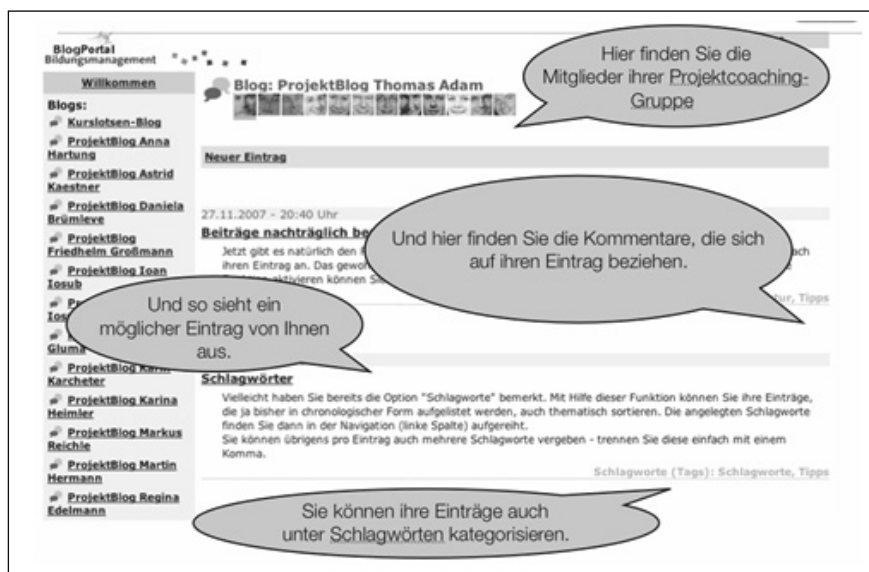 BlogPortal
Bildungsmanagement
Willkommen
Blogs:
Kurslotsen-Blog
ProjektBlog Anna
Hartung
ProjektBlog Astrid
Kaestner
ProjektBlog Daniela
Brümleve
ProjektBlog
Friedhelm Großmann
ProjektBlog Ioan
Iosub
Gluma
Karcheter
ProjektBlog Karina
Heimler
ProjektBlog Markus
Reichle
ProjektBlog Martin
Hermann
ProjektBlog Regina
Edelmann
Blog: ProjektBlog Thomas Adam
Hier finden Sie die
Mitglieder ihrer Projektcoaching-
Gruppe
Neuer Eintrag
27.11.2007 - 20:40 Uhr
Beiträge nachträglich
Jetzt gibt es natürlich den
ihren Eintrag an. Das
aktivieren können
Tipps
Und hier finden Sie die Kommentare, die sich
auf ihren Eintrag beziehen.
Und so sieht ein
möglicher Eintrag von Ihnen
aus.
Schlagwörter
Vielleicht haben Sie bereits die Option "Schlagworte" bemerkt. Mit Hilfe dieser Funktion können Sie ihre Einträge,
die ja bisher in chronologischer Form aufgelistet werden, auch thematisch sortieren. Die angelegten Schlagworte
finden Sie dann in der Navigation (linke Spalte) aufgereiht.
Sie können übrigens pro Eintrag auch mehrere Schlagworte vergeben - trennen Sie diese einfach mit einem
Komma.
Schlagworte (Tags): Schlagworte, Tipps
Sie können ihre Einträge auch
unter Schlagwörten kategorisieren.